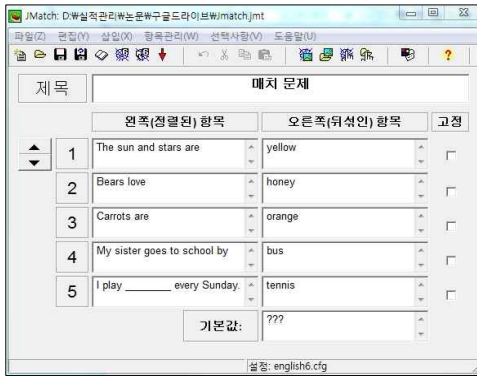 JMatch: D:₩실적관리₩논문₩구글드라이브₩Jmatch.jmt
파일(Z) 편집(Y) 삽입(X) 항목관리(W) 선택사항(V) 도움말(U)
제목 매치 문제
왼쪽(정렬된) 항목 오른쪽(뒤섞인) 항목 고정
1 The sun and stars are yellow
2 Bears love honey
3 Carrots are orange
4 My sister goes to school by bus
5 I play ________ every Sunday. tennis
기본값: ???
설정: english6.cfg